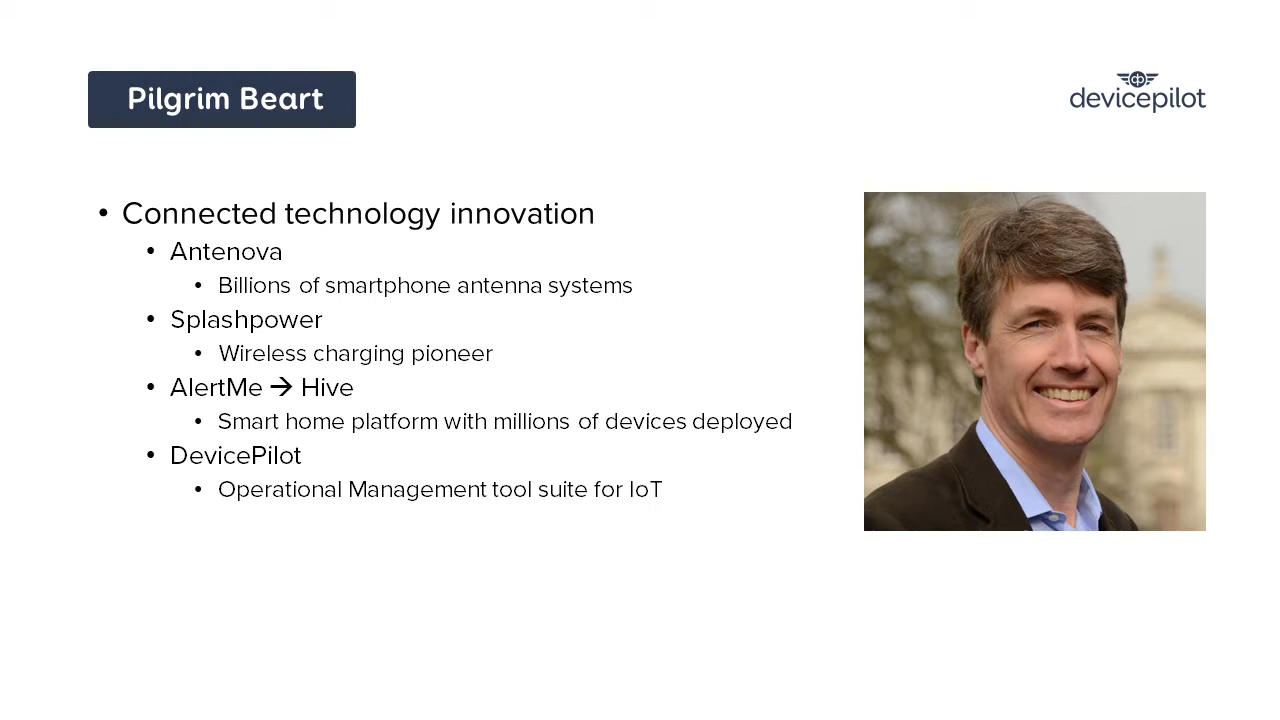 Pilgrim Beart
devicepilot
• Connected technology innovation
• Antenova
• Billions of smartphone antenna systems
• Splashpower
• Wireless charging pioneer
• AlertMe → Hive
• Smart home platform with millions of devices deployed
• DevicePilot
• Operational Management tool suite for IoT